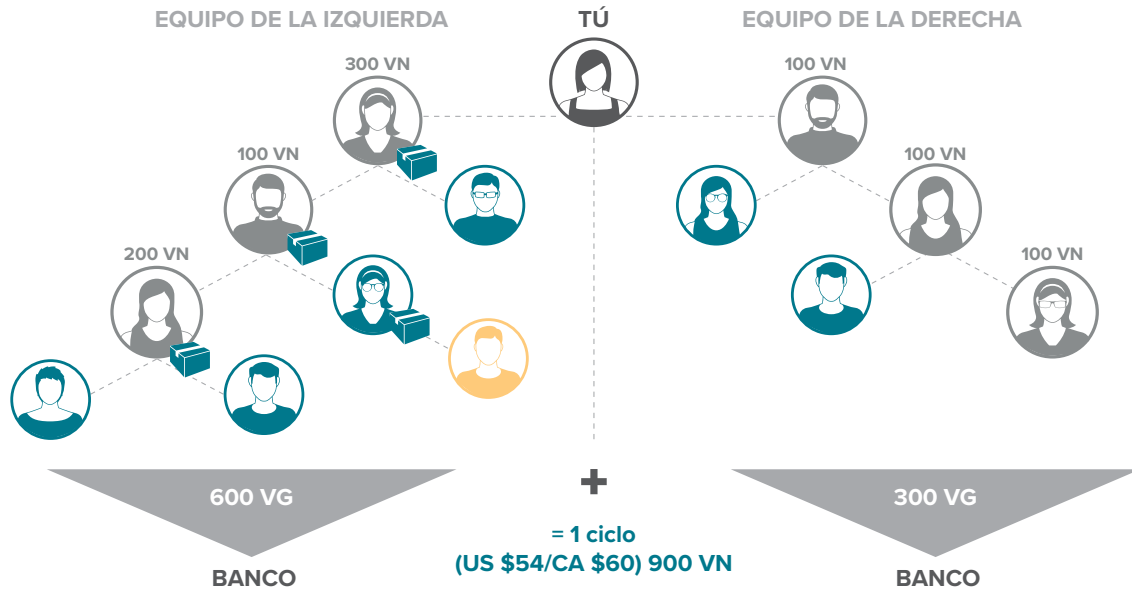 EQUIPO DE LA IZQUIERDA
TÚ
EQUIPO DE LA DERECHA
300 VN
100 VN
100 VN
100 VN
200 VN
100 VN
600 VG
+
300 VG
= 1 ciclo
(US $54/CA $60) 900 VN
BANCO
BANCO